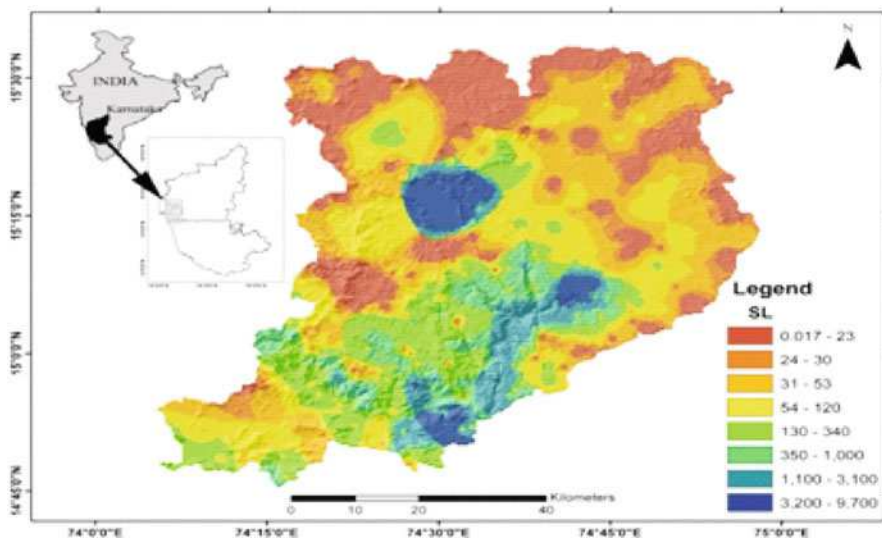 INDIA
Karnataka
Z
15°30'0"N
15°15'0"N
15°0'0"N
14°45'0"N
Legend
SL
0.017 - 23
24 - 30
31 - 53
54 - 120
130 - 340
350 - 1,000
1,100 - 3,100
3,200 - 9,700
Kilometers
0 10 20 40
74°0'0"E 74°15'0"E 74°30'0"E 74°45'0"E 75°0'0"E